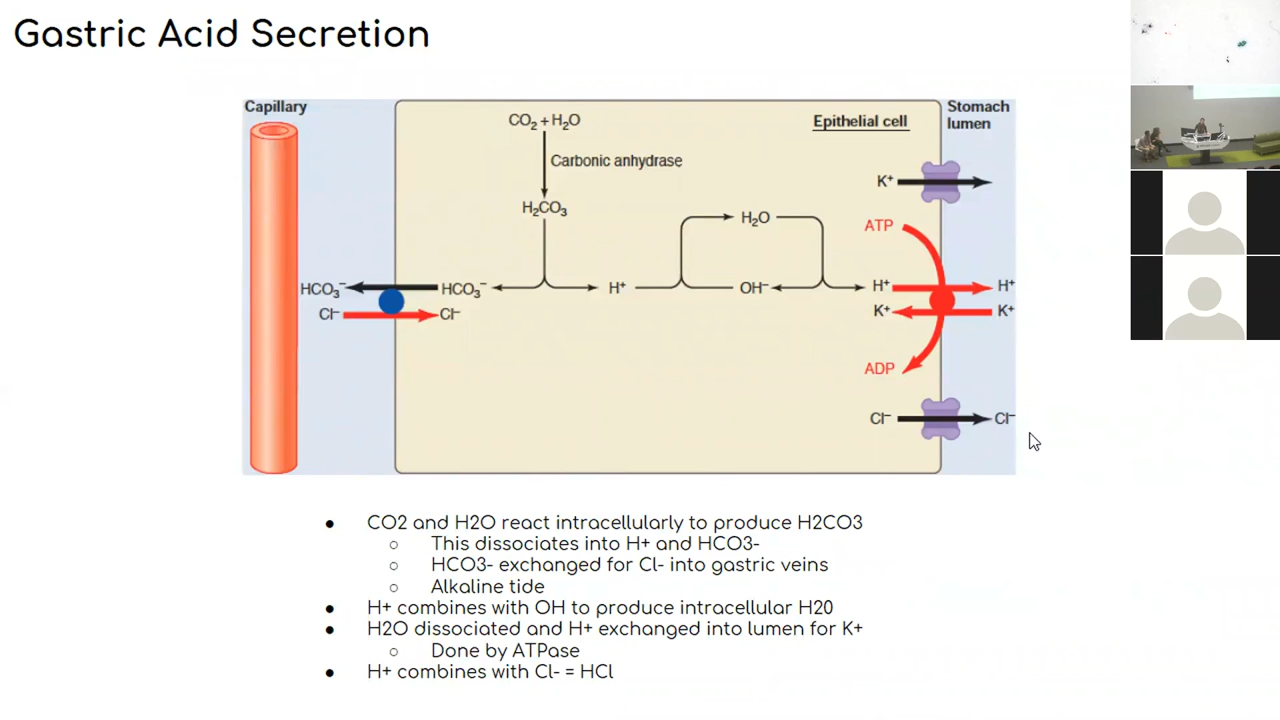 Gastric Acid Secretion
Capillary
CO₂ + H₂O
Epithelial cell
Stomach
lumen
Carbonic anhydrase
K⁺
H₂CO₃
H₂O
ATP
HCO₃⁻
HCO₃⁻
H⁺
OH⁻
H⁺
H⁺
Cl⁻
Cl⁻
K⁺
K⁺
ADP
Cl⁻
Cl⁻
● CO2 and H2O react intracellularly to produce H2CO3
○ This dissociates into H+ and HCO3-
○ HCO3- exchanged for Cl- into gastric veins
○ Alkaline tide
● H+ combines with OH to produce intracellular H20
● H2O dissociated and H+ exchanged into lumen for K+
○ Done by ATPase
● H+ combines with Cl- = HCl